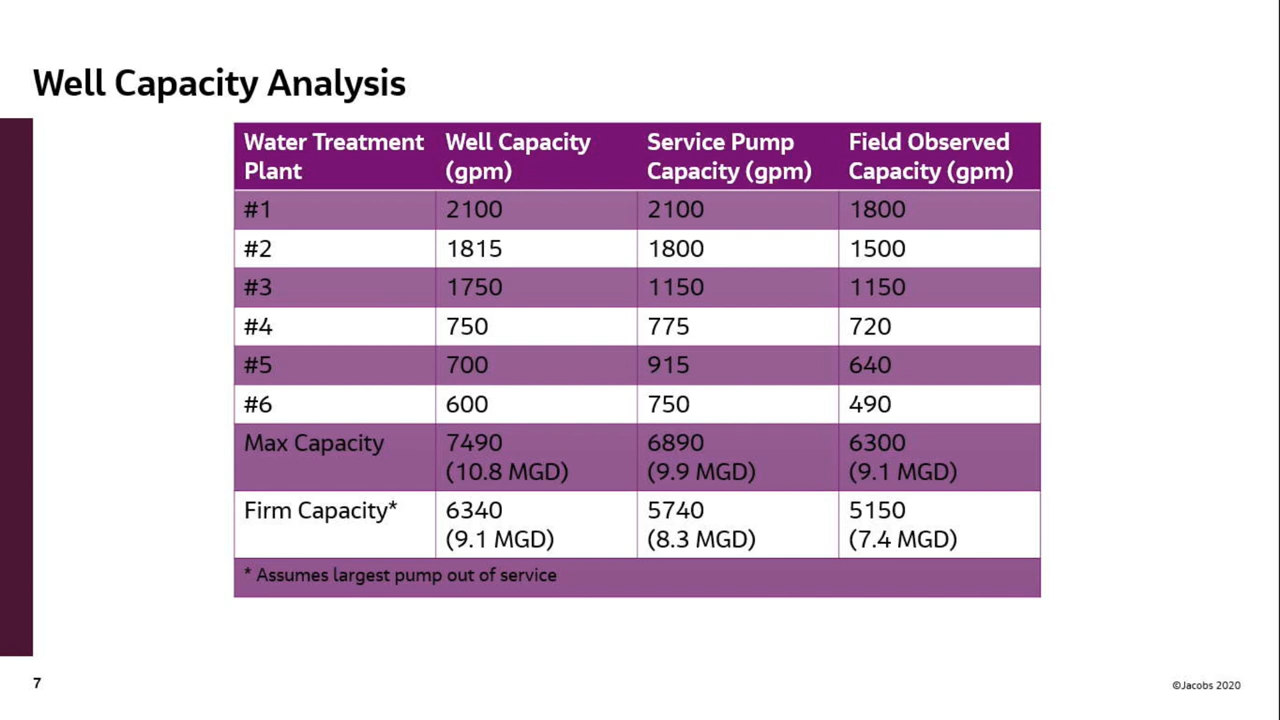 Well Capacity Analysis
Water Treatment Plant Well Capacity (gpm) Service Pump Capacity (gpm) Field Observed Capacity (gpm)
#1 2100 2100 1800
#2 1815 1800 1500
#3 1750 1150 1150
#4 750 775 720
#5 700 915 640
#6 600 750 490
Max Capacity 7490 (10.8 MGD) 6890 (9.9 MGD) 6300 (9.1 MGD)
Firm Capacity* 6340 (9.1 MGD) 5740 (8.3 MGD) 5150 (7.4 MGD)
* Assumes largest pump out of service
7
©Jacobs 2020